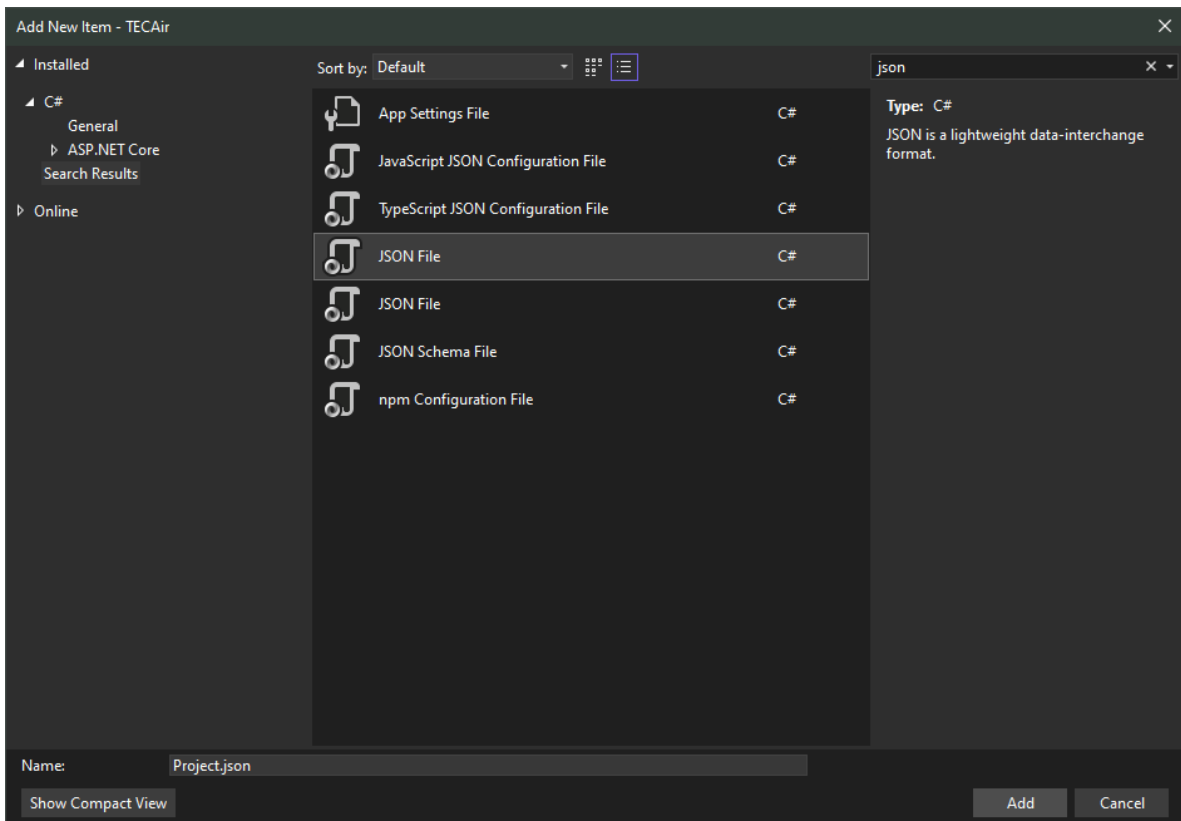 Add New Item - TECAir
Installed
C#
General
ASP.NET Core
Search Results
Online
Sort by: Default
App Settings File C#
JavaScript JSON Configuration File C#
TypeScript JSON Configuration File C#
JSON File C#
JSON File C#
JSON Schema File C#
npm Configuration File C#
json
Type: C#
JSON is a lightweight data-interchange
format.
Name: Project.json
Show Compact View
Add Cancel